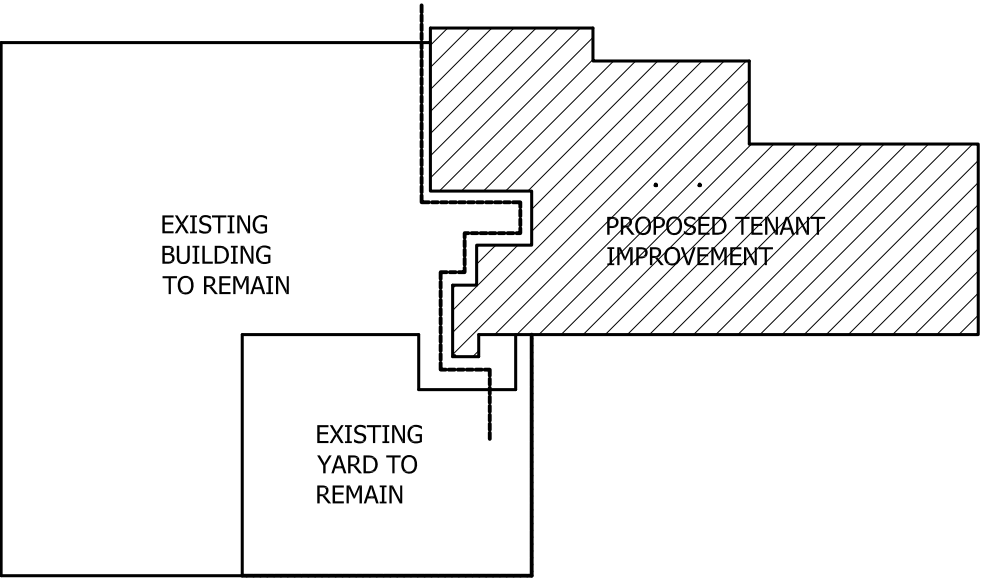 EXISTING
BUILDING
TO REMAIN
PROPOSED TENANT
IMPROVEMENT
EXISTING
YARD TO
REMAIN